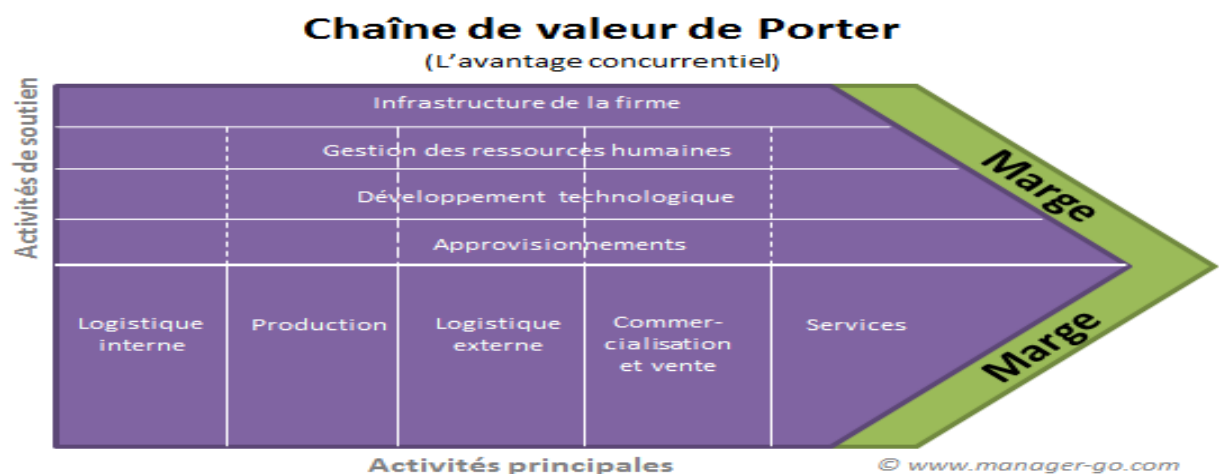 Chaîne de valeur de Porter
(L'avantage concurrentiel)
Activités de soutien
Infrastructure de la firme
Gestion des ressources humaines
Développement technologique
Approvisionnements
Marge
Logistique
interne
Production
Logistique
externe
Commer-
cialisation
et vente
Services
Marge
Activités principales
© www.manager-go.com